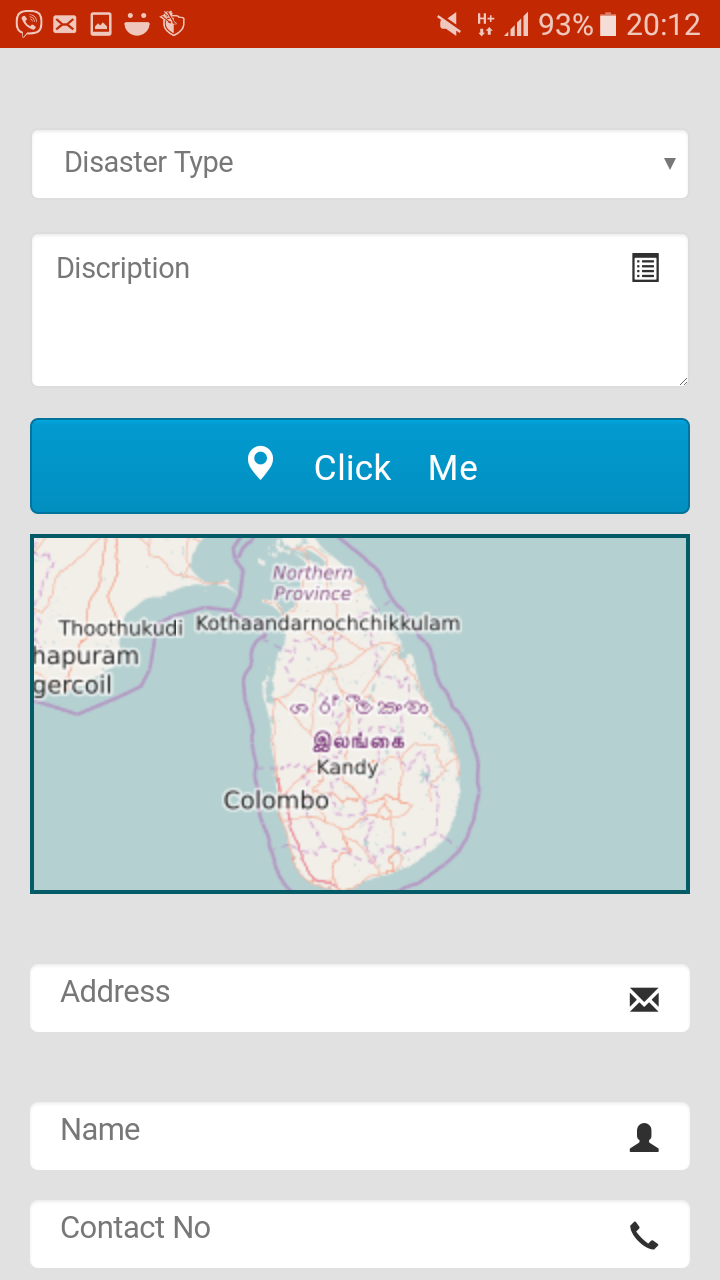 H+
93%
20:12
Disaster Type
Discription
Click Me
Northern
Province
Thoothukudi
Kothaandarnochchikkulam
hapuram
gercoil
இலங்கை
Kandy
Colombo
Address
Name
Contact No